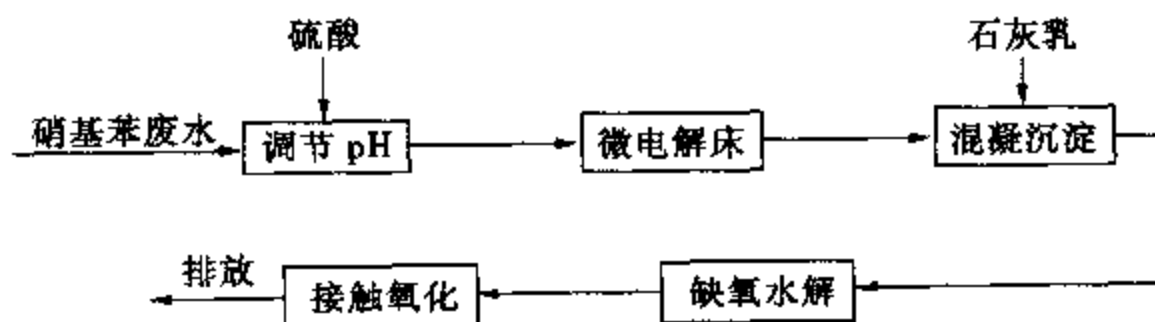 硫酸
石灰乳
硝基苯废水
调节 pH
微电解床
混凝沉淀
排放
接触氧化
缺氧水解